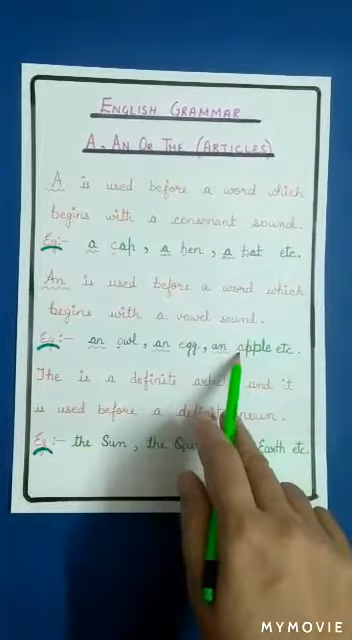 ENGLISH GRAMMAR
A, AN OR THE (ARTICLES)
A is used before a word which
begins with a consonant sound.
Eg:- a cap, a hen, a bat etc.
An is used before a word which
begins with a vowel sound.
Eg:- an owl, an egg, an apple etc.
The is a definite and it
is used before a definite noun.
Eg:- the Sun, the Earth etc.
MYMOVIE